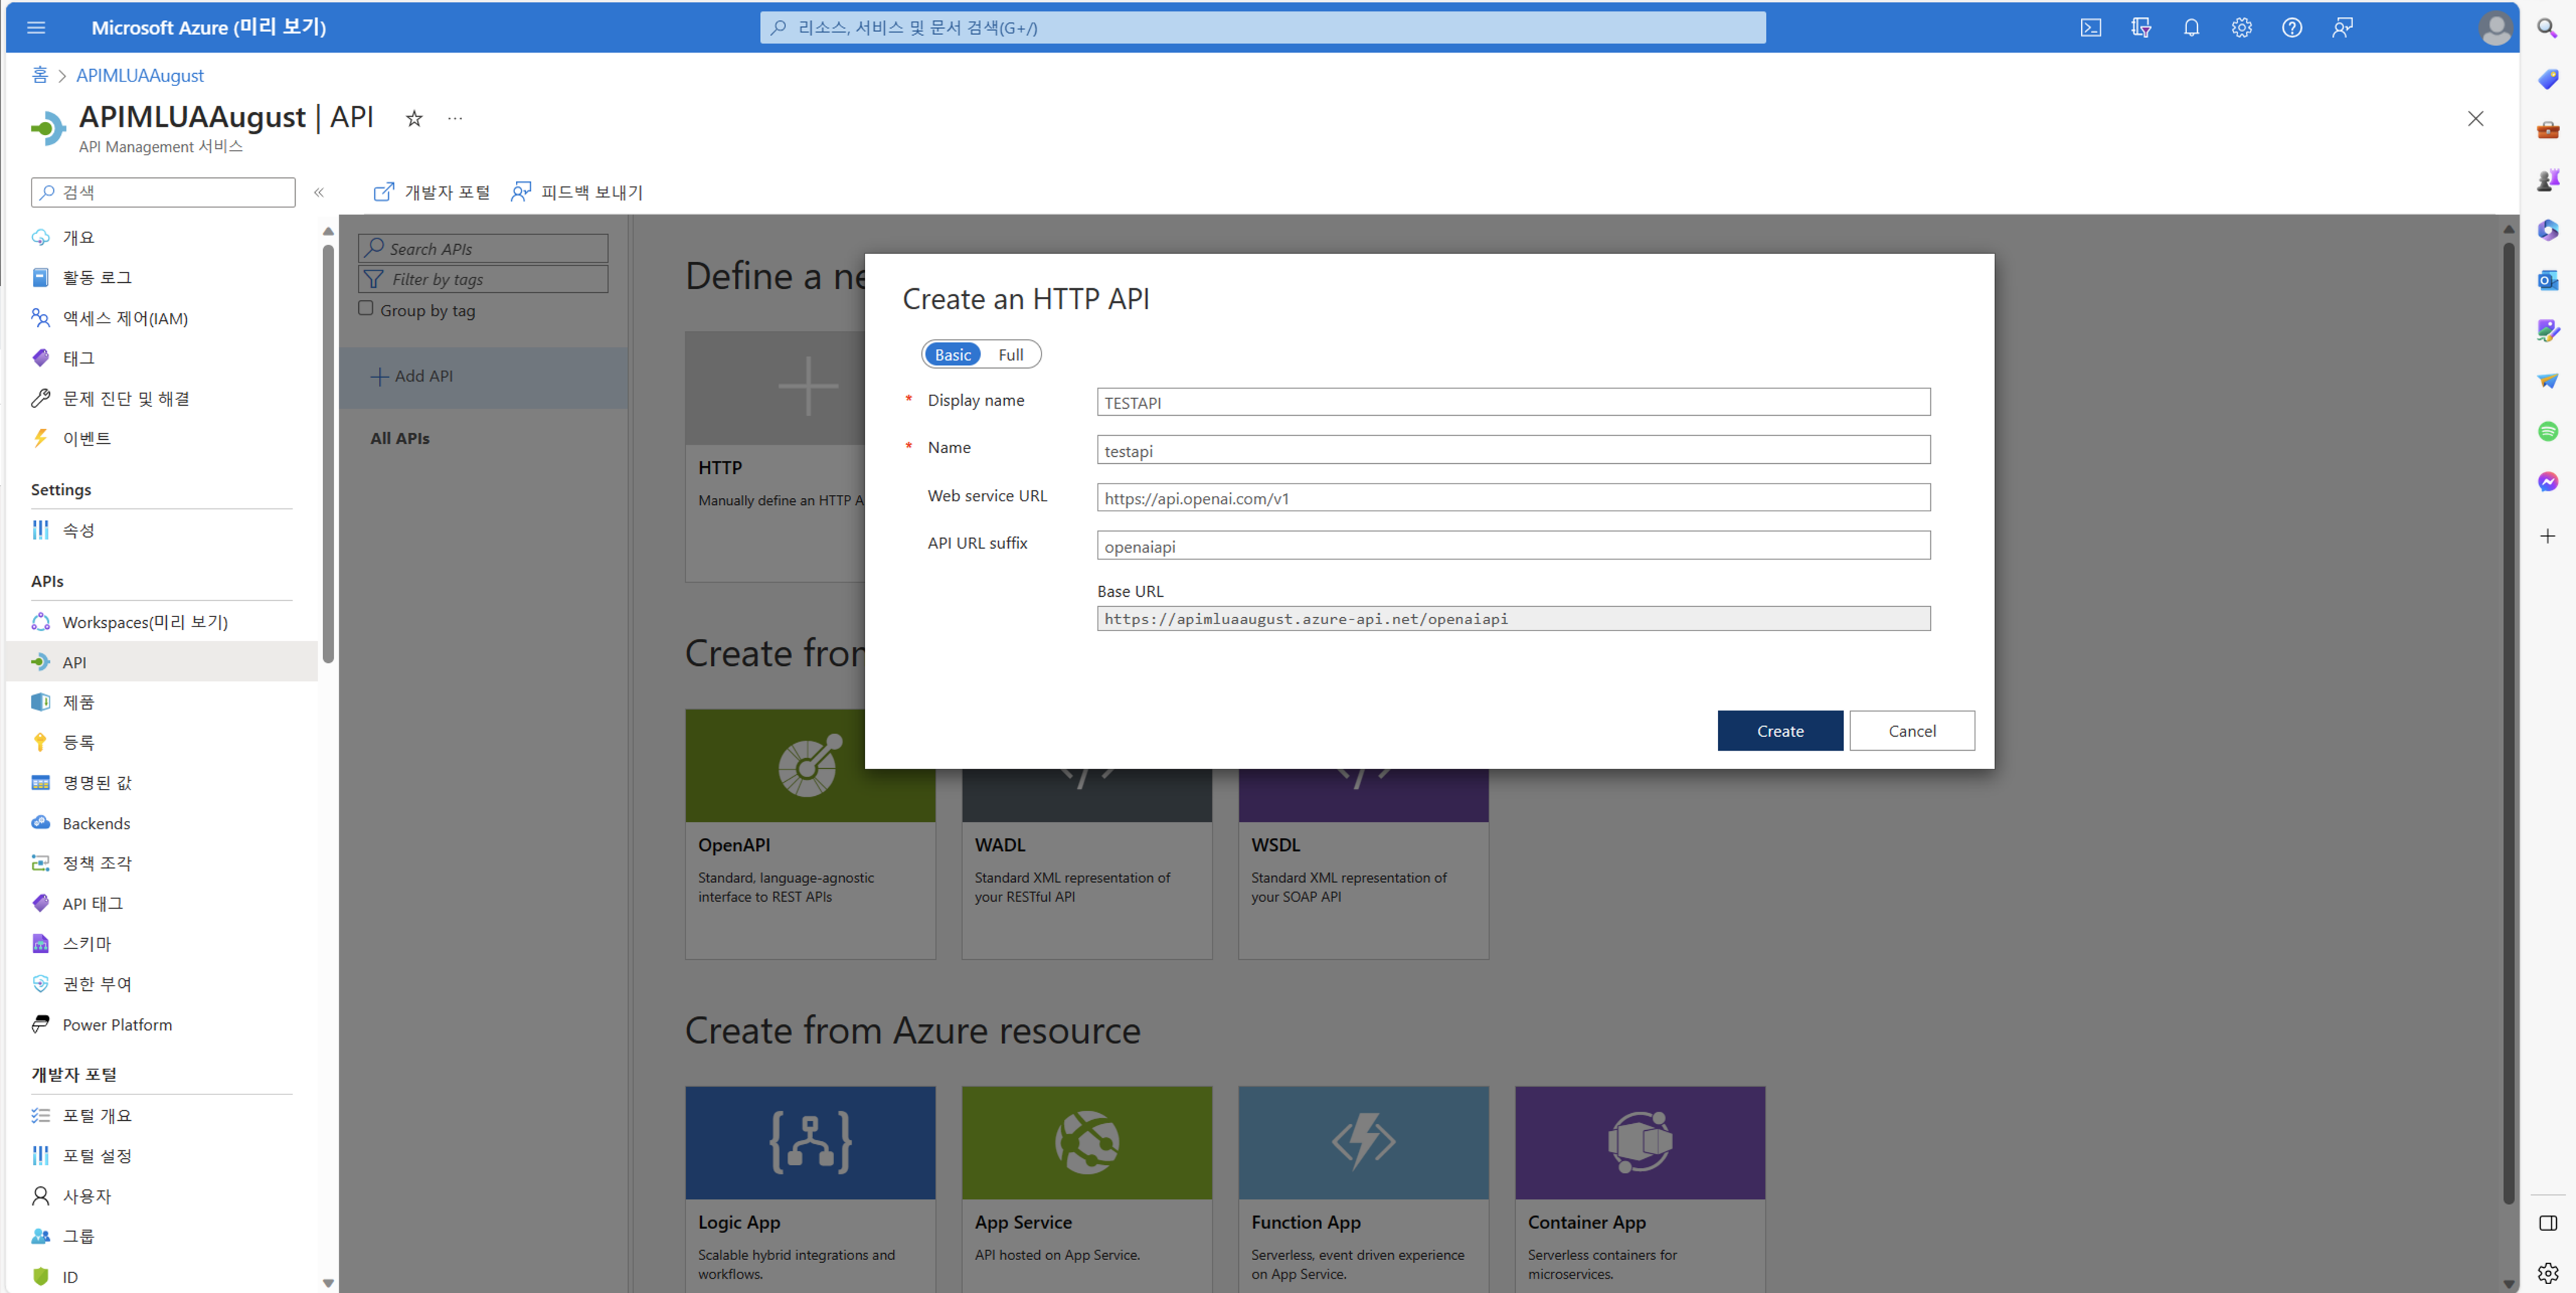 Microsoft Azure (미리 보기)
리소스, 서비스 및 문서 검색(G+/)
홈 > APIMLUAAugust
APIMLUAAugust | API
API Management 서비스
검색
개발자 포털
피드백 보내기
개요
활동 로그
액세스 제어(IAM)
태그
문제 진단 및 해결
이벤트
Settings
속성
APIs
Workspaces(미리 보기)
API
제품
등록
명명된 값
Backends
정책 조각
API 태그
스키마
권한 부여
Power Platform
개발자 포털
포털 개요
포털 설정
사용자
그룹
ID
Search APIs
Filter by tags
Group by tag
Add API
All APIs
Define a ne
HTTP
Manually define an HTTP A
Create an HTTP API
Basic Full
* Display name
TESTAPI
* Name
testapi
Web service URL
https://api.openai.com/v1
API URL suffix
openaiapi
Base URL
https://apimluaaugust.azure-api.net/openaiapi
Create
Cancel
Create fro
OpenAPI
Standard, language-agnostic
interface to REST APIs
WADL
Standard XML representation of
your RESTful API
WSDL
Standard XML representation of
your SOAP API
Create from Azure resource
Logic App
Scalable hybrid integrations and
workflows.
App Service
API hosted on App Service.
Function App
Serverless, event driven experience
on App Service.
Container App
Serverless containers for
microservices.